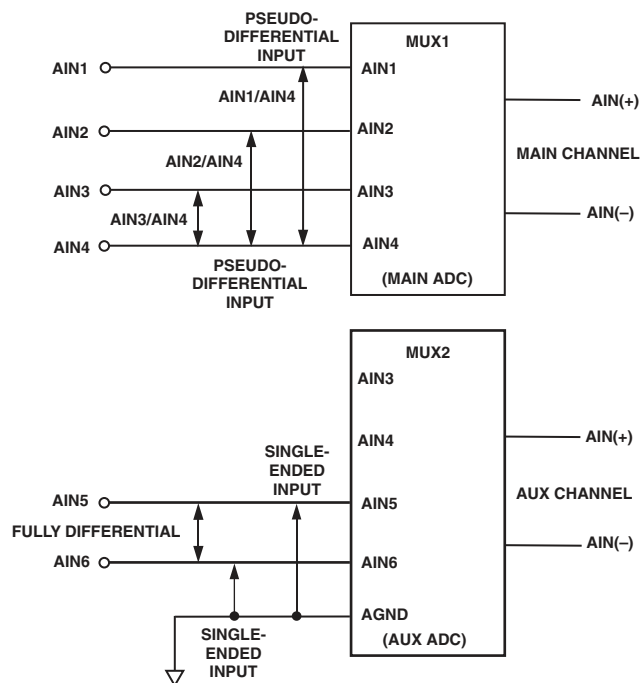 PSEUDO-
DIFFERENTIAL
INPUT
MUX1
AIN1
AIN1
AIN1/AIN4
AIN(+)
AIN2
AIN2
AIN2/AIN4
MAIN CHANNEL
AIN3
AIN3
AIN3/AIN4
AIN(–)
AIN4
AIN4
PSEUDO-
DIFFERENTIAL
INPUT
(MAIN ADC)
MUX2
AIN3
AIN4
AIN(+)
SINGLE-
ENDED
INPUT
AIN5
AIN5
AUX CHANNEL
FULLY DIFFERENTIAL
AIN(–)
AIN6
AIN6
AGND
SINGLE-
ENDED
INPUT
(AUX ADC)